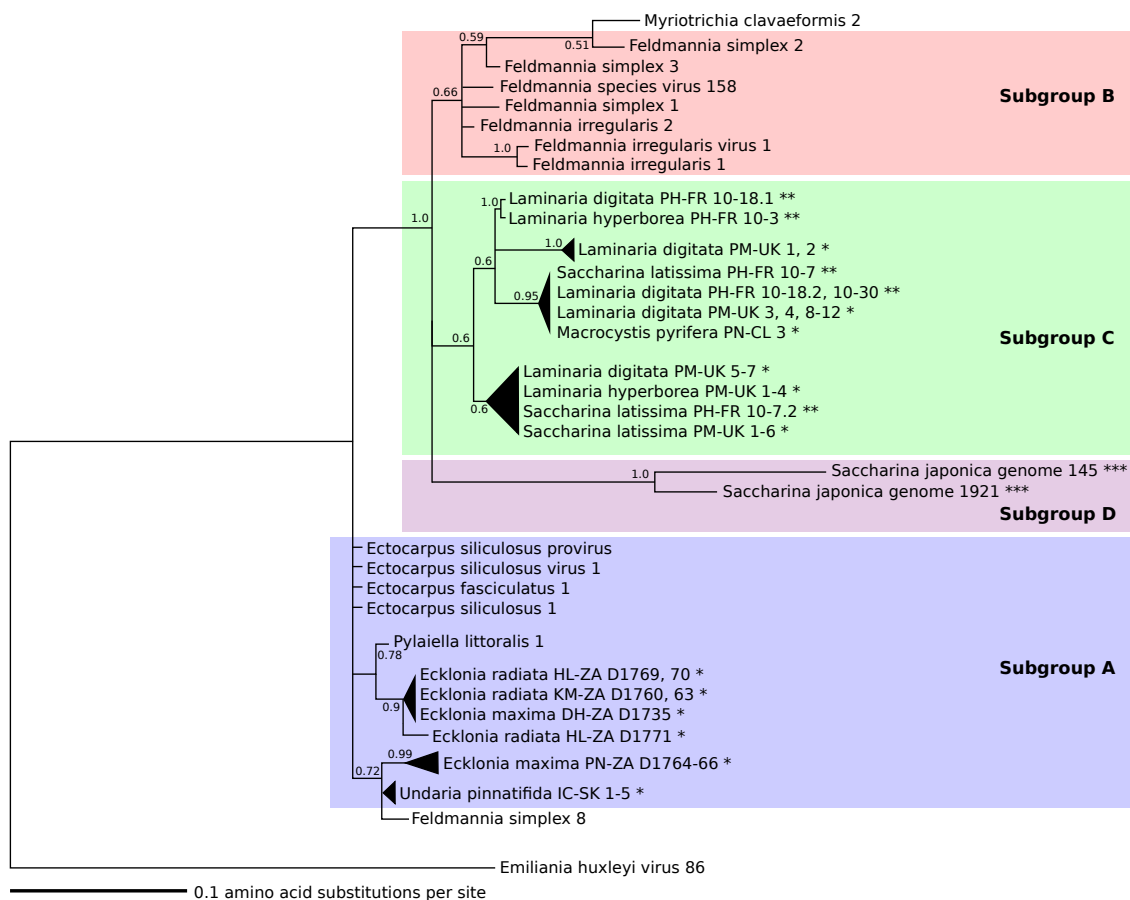 Myriotrichia clavaeformis 2
0.59
0.51
Feldmannia simplex 2
Feldmannia simplex 3
0.66
Feldmannia species virus 158
Subgroup B
Feldmannia simplex 1
Feldmannia irregularis 2
1.0
Feldmannia irregularis virus 1
Feldmannia irregularis 1
1.0
Laminaria digitata PH-FR 10-18.1 **
1.0
Laminaria hyperborea PH-FR 10-3 **
1.0
Laminaria digitata PM-UK 1, 2 *
0.6
Saccharina latissima PH-FR 10-7 **
0.95
Laminaria digitata PH-FR 10-18.2, 10-30 **
Laminaria digitata PM-UK 3, 4, 8-12 *
Macrocystis pyrifera PN-CL 3 *
Subgroup C
0.6
Laminaria digitata PM-UK 5-7 *
Laminaria hyperborea PM-UK 1-4 *
0.6
Saccharina latissima PH-FR 10-7.2 **
Saccharina latissima PM-UK 1-6 *
1.0
Saccharina japonica genome 145 ***
Saccharina japonica genome 1921 ***
Subgroup D
Ectocarpus siliculosus provirus
Ectocarpus siliculosus virus 1
Ectocarpus fasciculatus 1
Ectocarpus siliculosus 1
Pylaiella littoralis 1
0.78
Subgroup A
Ecklonia radiata HL-ZA D1769, 70 *
Ecklonia radiata KM-ZA D1760, 63 *
0.9
Ecklonia maxima DH-ZA D1735 *
Ecklonia radiata HL-ZA D1771 *
0.99
Ecklonia maxima PN-ZA D1764-66 *
0.72
Undaria pinnatifida IC-SK 1-5 *
Feldmannia simplex 8
Emiliania huxleyi virus 86
0.1 amino acid substitutions per site